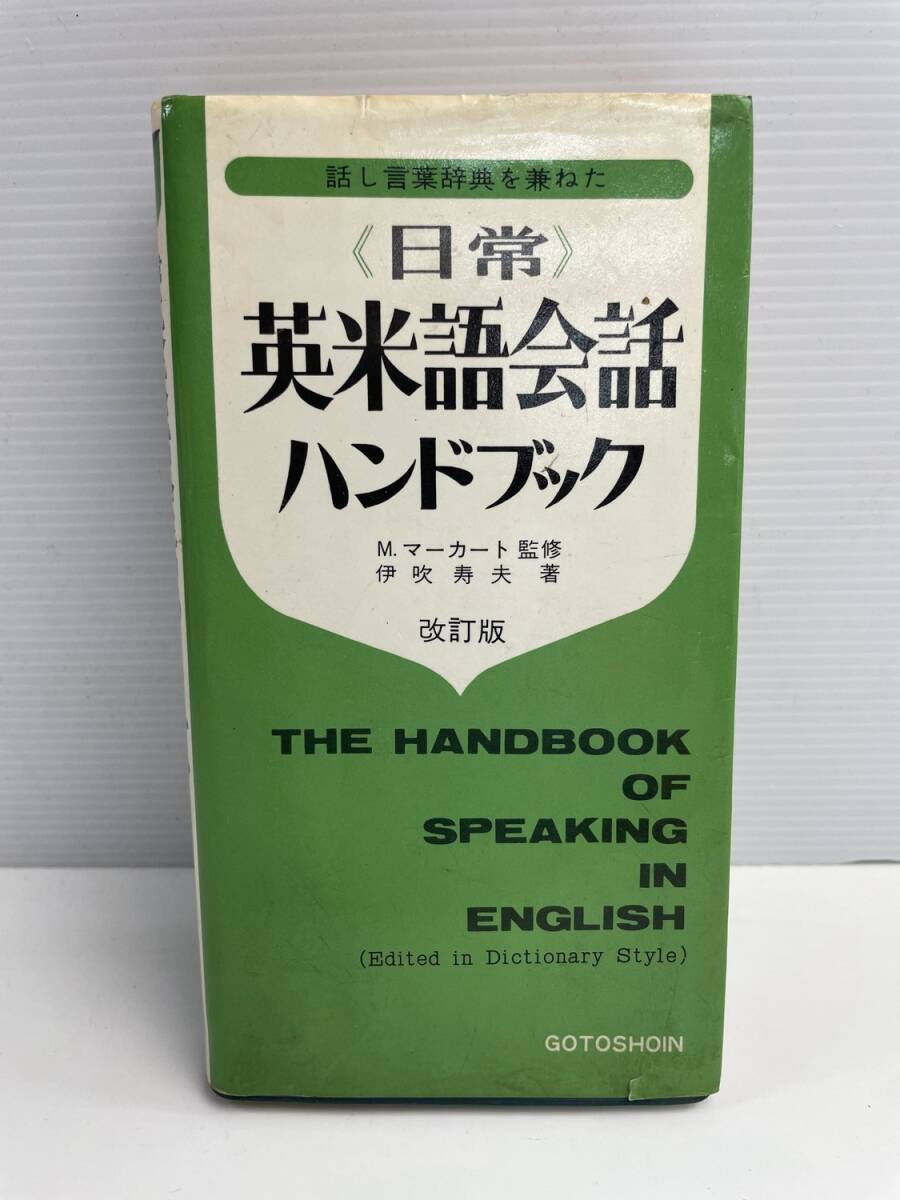 話し言葉辞典を兼ねた
《日常》
英米語会話
ハンドブック
M.マーカート監修
伊吹寿夫著
改訂版
THE HANDBOOK
OF
SPEAKING
IN
ENGLISH
(Edited in Dictionary Style)
GOTOSHOIN